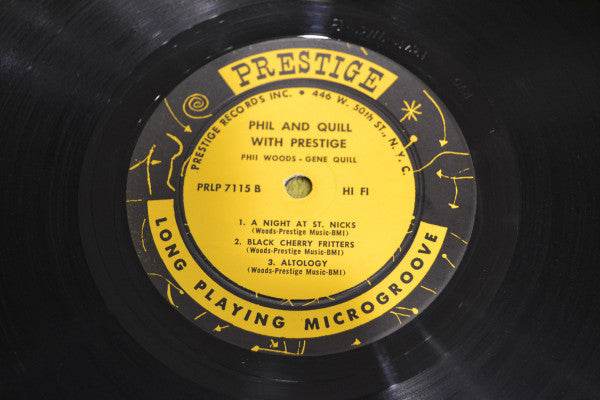 PRESTIGE
PRESTIGE RECORDS INC. • 446 W. 50th ST., N.Y.C.
PHIL AND QUILL
WITH PRESTIGE
PHIL WOODS - GENE QUILL
PRLP 7115 B
HI FI
1. A NIGHT AT ST. NICKS
(Woods-Prestige Music-BMI)
2. BLACK CHERRY FRITTERS
(Woods-Prestige Music-BMI)
3. ALTOLOGY
(Woods-Prestige Music-BMI)
LONG PLAYING MICROGROOVE